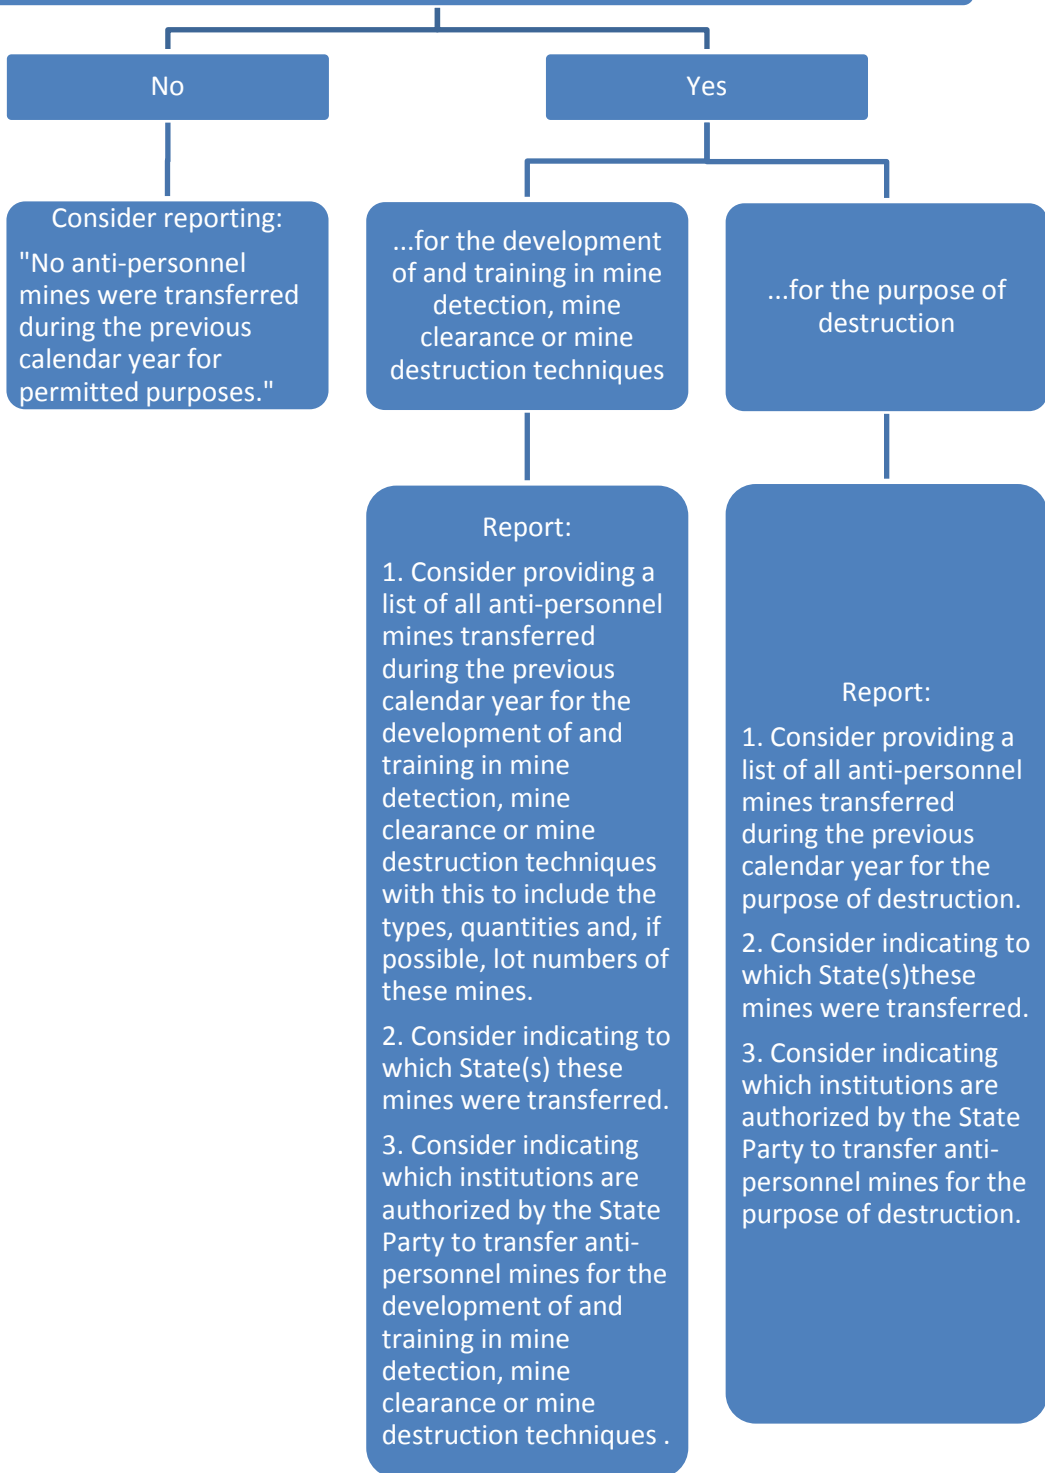 No
Yes
Consider reporting:
"No anti-personnel
mines were transferred
during the previous
calendar year for
permitted purposes."
...for the development
of and training in mine
detection, mine
clearance or mine
destruction techniques
...for the purpose of
destruction
Report:
1. Consider providing a
list of all anti-personnel
mines transferred
during the previous
calendar year for the
development of and
training in mine
detection, mine
clearance or mine
destruction techniques
with this to include the
types, quantities and, if
possible, lot numbers of
these mines.
2. Consider indicating to
which State(s) these
mines were transferred.
3. Consider indicating
which institutions are
authorized by the State
Party to transfer anti-
personnel mines for the
development of and
training in mine
detection, mine
clearance or mine
destruction techniques .
Report:
1. Consider providing a
list of all anti-personnel
mines transferred
during the previous
calendar year for the
purpose of destruction.
2. Consider indicating to
which State(s)these
mines were transferred.
3. Consider indicating
which institutions are
authorized by the State
Party to transfer anti-
personnel mines for the
purpose of destruction.